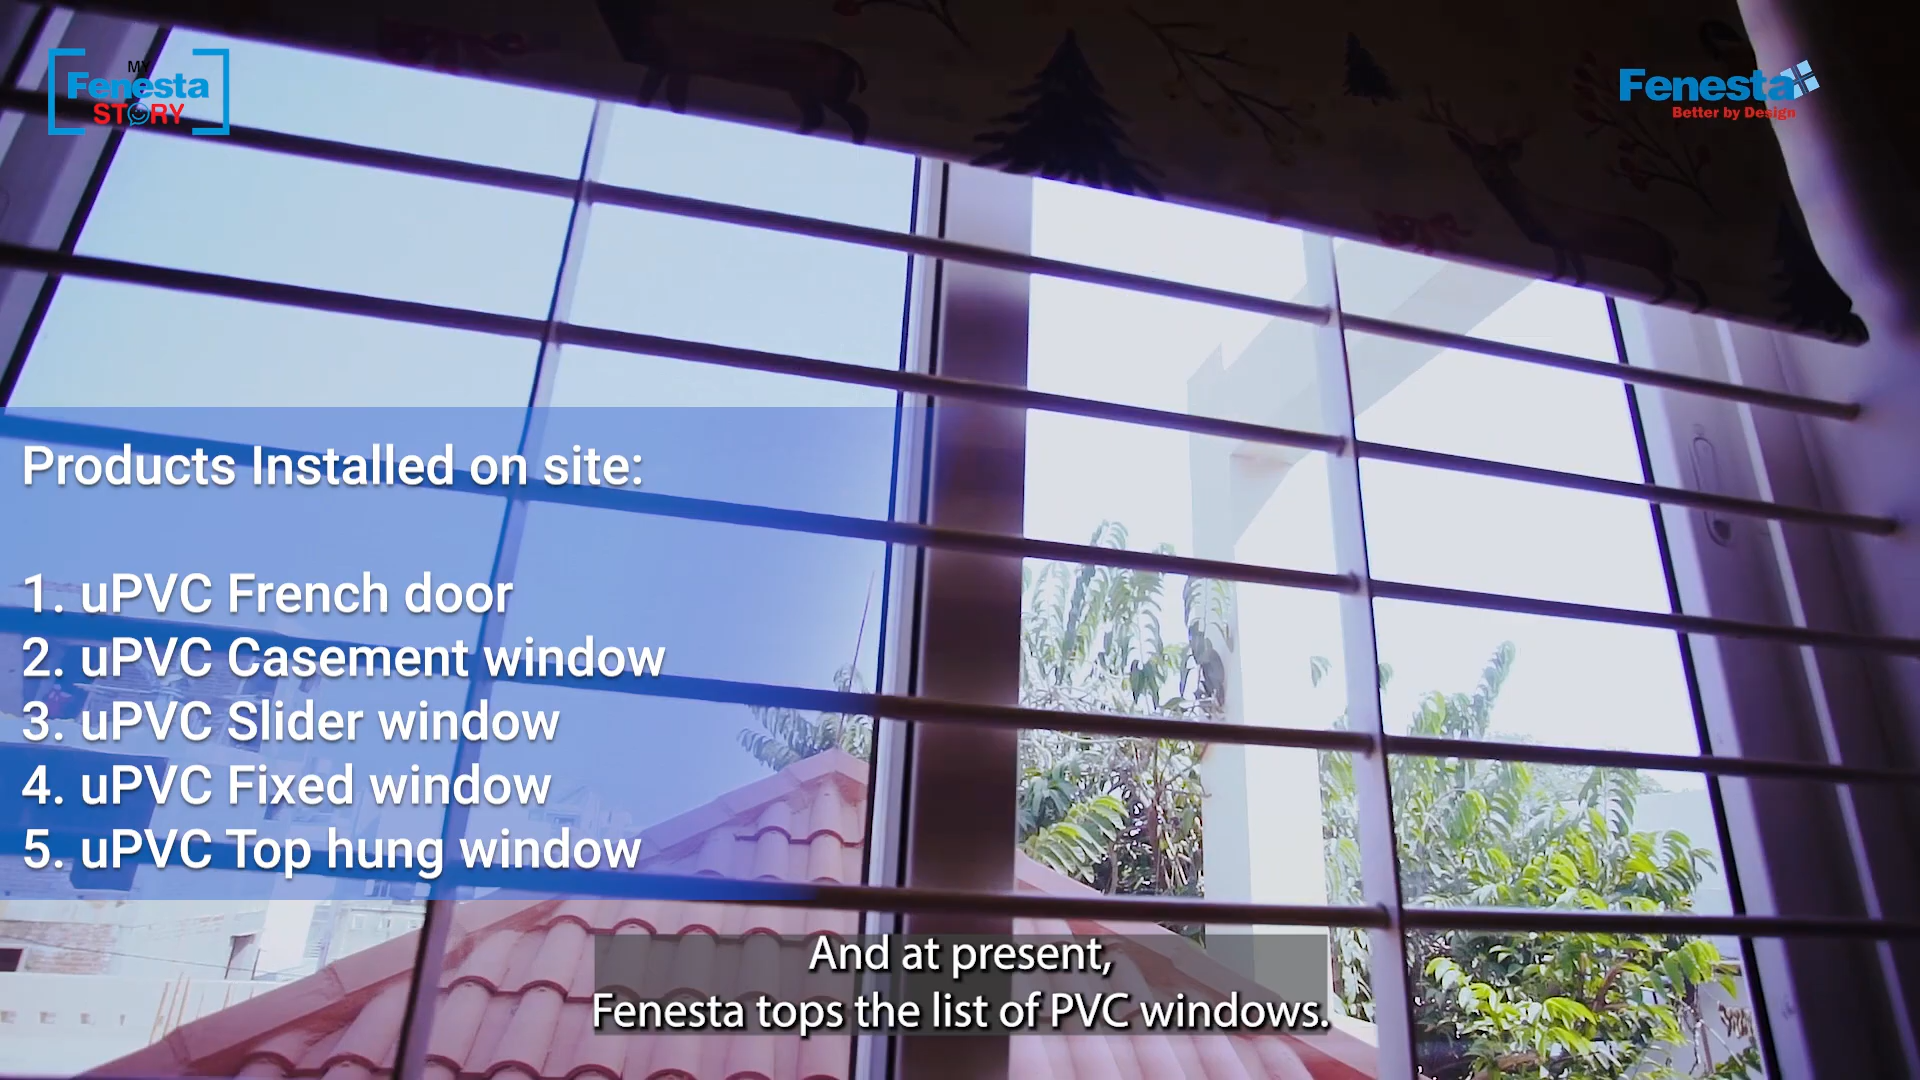 MY
Fenesta
STORY
Fenesta
Better by Design
Products Installed on site:
1. uPVC French door
2. uPVC Casement window
3. uPVC Slider window
4. uPVC Fixed window
5. uPVC Top hung window
And at present,
Fenesta tops the list of PVC windows.